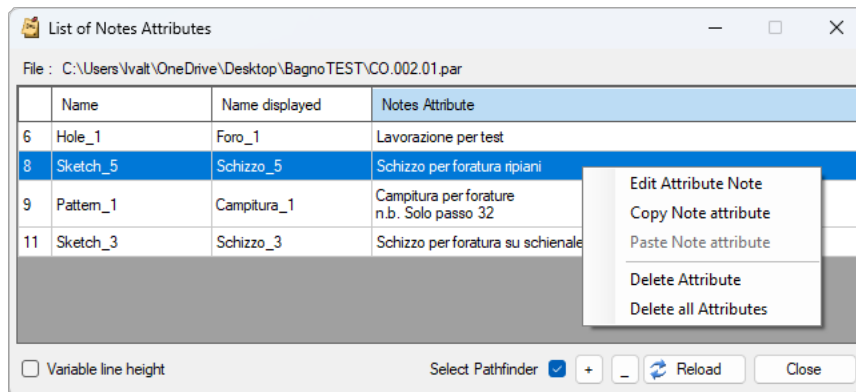 List of Notes Attributes
File : C:\Users\lvalt\OneDrive\Desktop\BagnoTEST\CO.002.01.par
Name Name displayed Notes Attribute
6 Hole_1 Foro_1 Lavorazione per test
8 Sketch_5 Schizzo_5 Schizzo per foratura ripiani
9 Pattern_1 Campitura_1 Campitura per forature
n.b. Solo passo 32
11 Sketch_3 Schizzo_3 Schizzo per foratura su schienale
Edit Attribute Note
Copy Note attribute
Paste Note attribute
Delete Attribute
Delete all Attributes
Variable line height Select Pathfinder + _ Reload Close